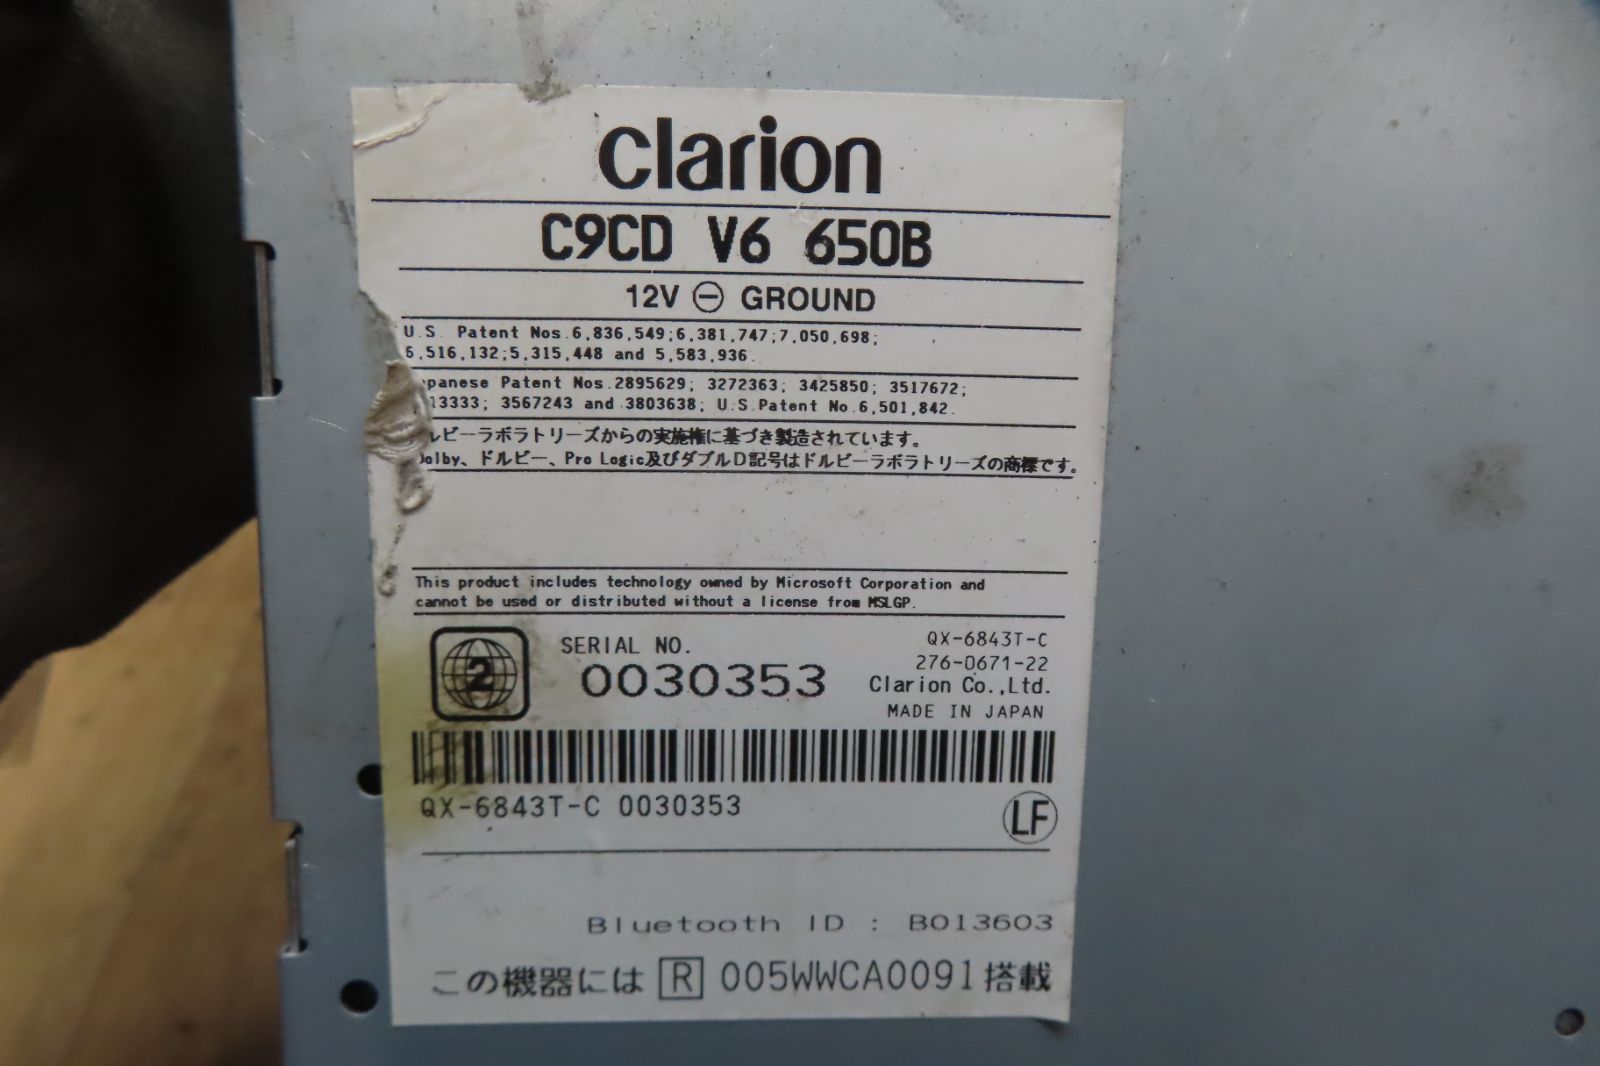 Clarion
C9CD V6 650B
12V ⊖ GROUND
U.S. Patent Nos.6,836,549;6,381,747;7,050,698;
6,516,132;5,315,448 and 5,583,936.
panese Patent Nos.2895629; 3272363; 3425850; 3517672;
13333; 3567243 and 3803638; U.S.Patent No.6,501,842.
ルビーラボラトリーズからの実施権に基づき製造されています。
Dolby、ドルビー、Pro Logic及びダブルD記号はドルビーラボラトリーズの商標です。
This product includes technology owned by Microsoft Corporation and
cannot be used or distributed without a license from MSLGP.
2
SERIAL NO.
0030353
QX-6843T-C
276-0671-22
Clarion Co.,Ltd.
MADE IN JAPAN
QX-6843T-C 0030353
LF
Bluetooth ID : B013603
この機器には R 005WWCA0091 搭載